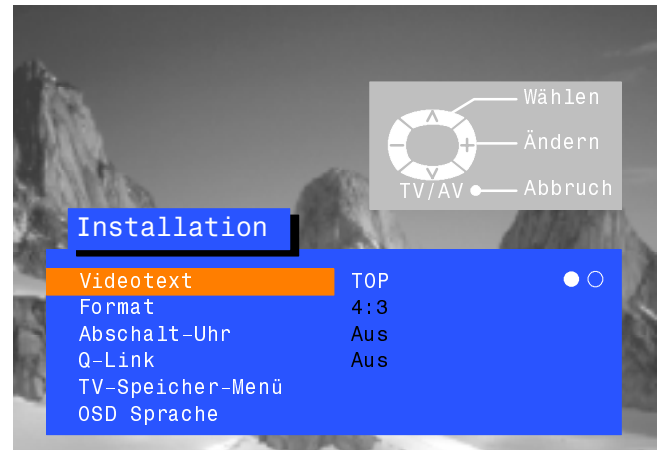 Wählen
Ändern
TV/AV Abbruch
Installation
Videotext TOP
Format 4:3
Abschalt-Uhr Aus
Q-Link Aus
TV-Speicher-Menü
OSD Sprache